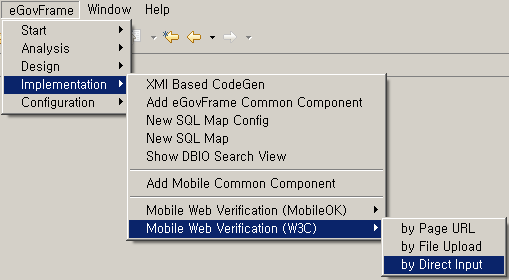 eGovFrame Window Help
Start
Analysis
Design
Implementation
Configuration
XMI Based CodeGen
Add eGovFrame Common Component
New SQL Map Config
New SQL Map
Show DBIO Search View
Add Mobile Common Component
Mobile Web Verification (MobileOK)
Mobile Web Verification (W3C)
by Page URL
by File Upload
by Direct Input